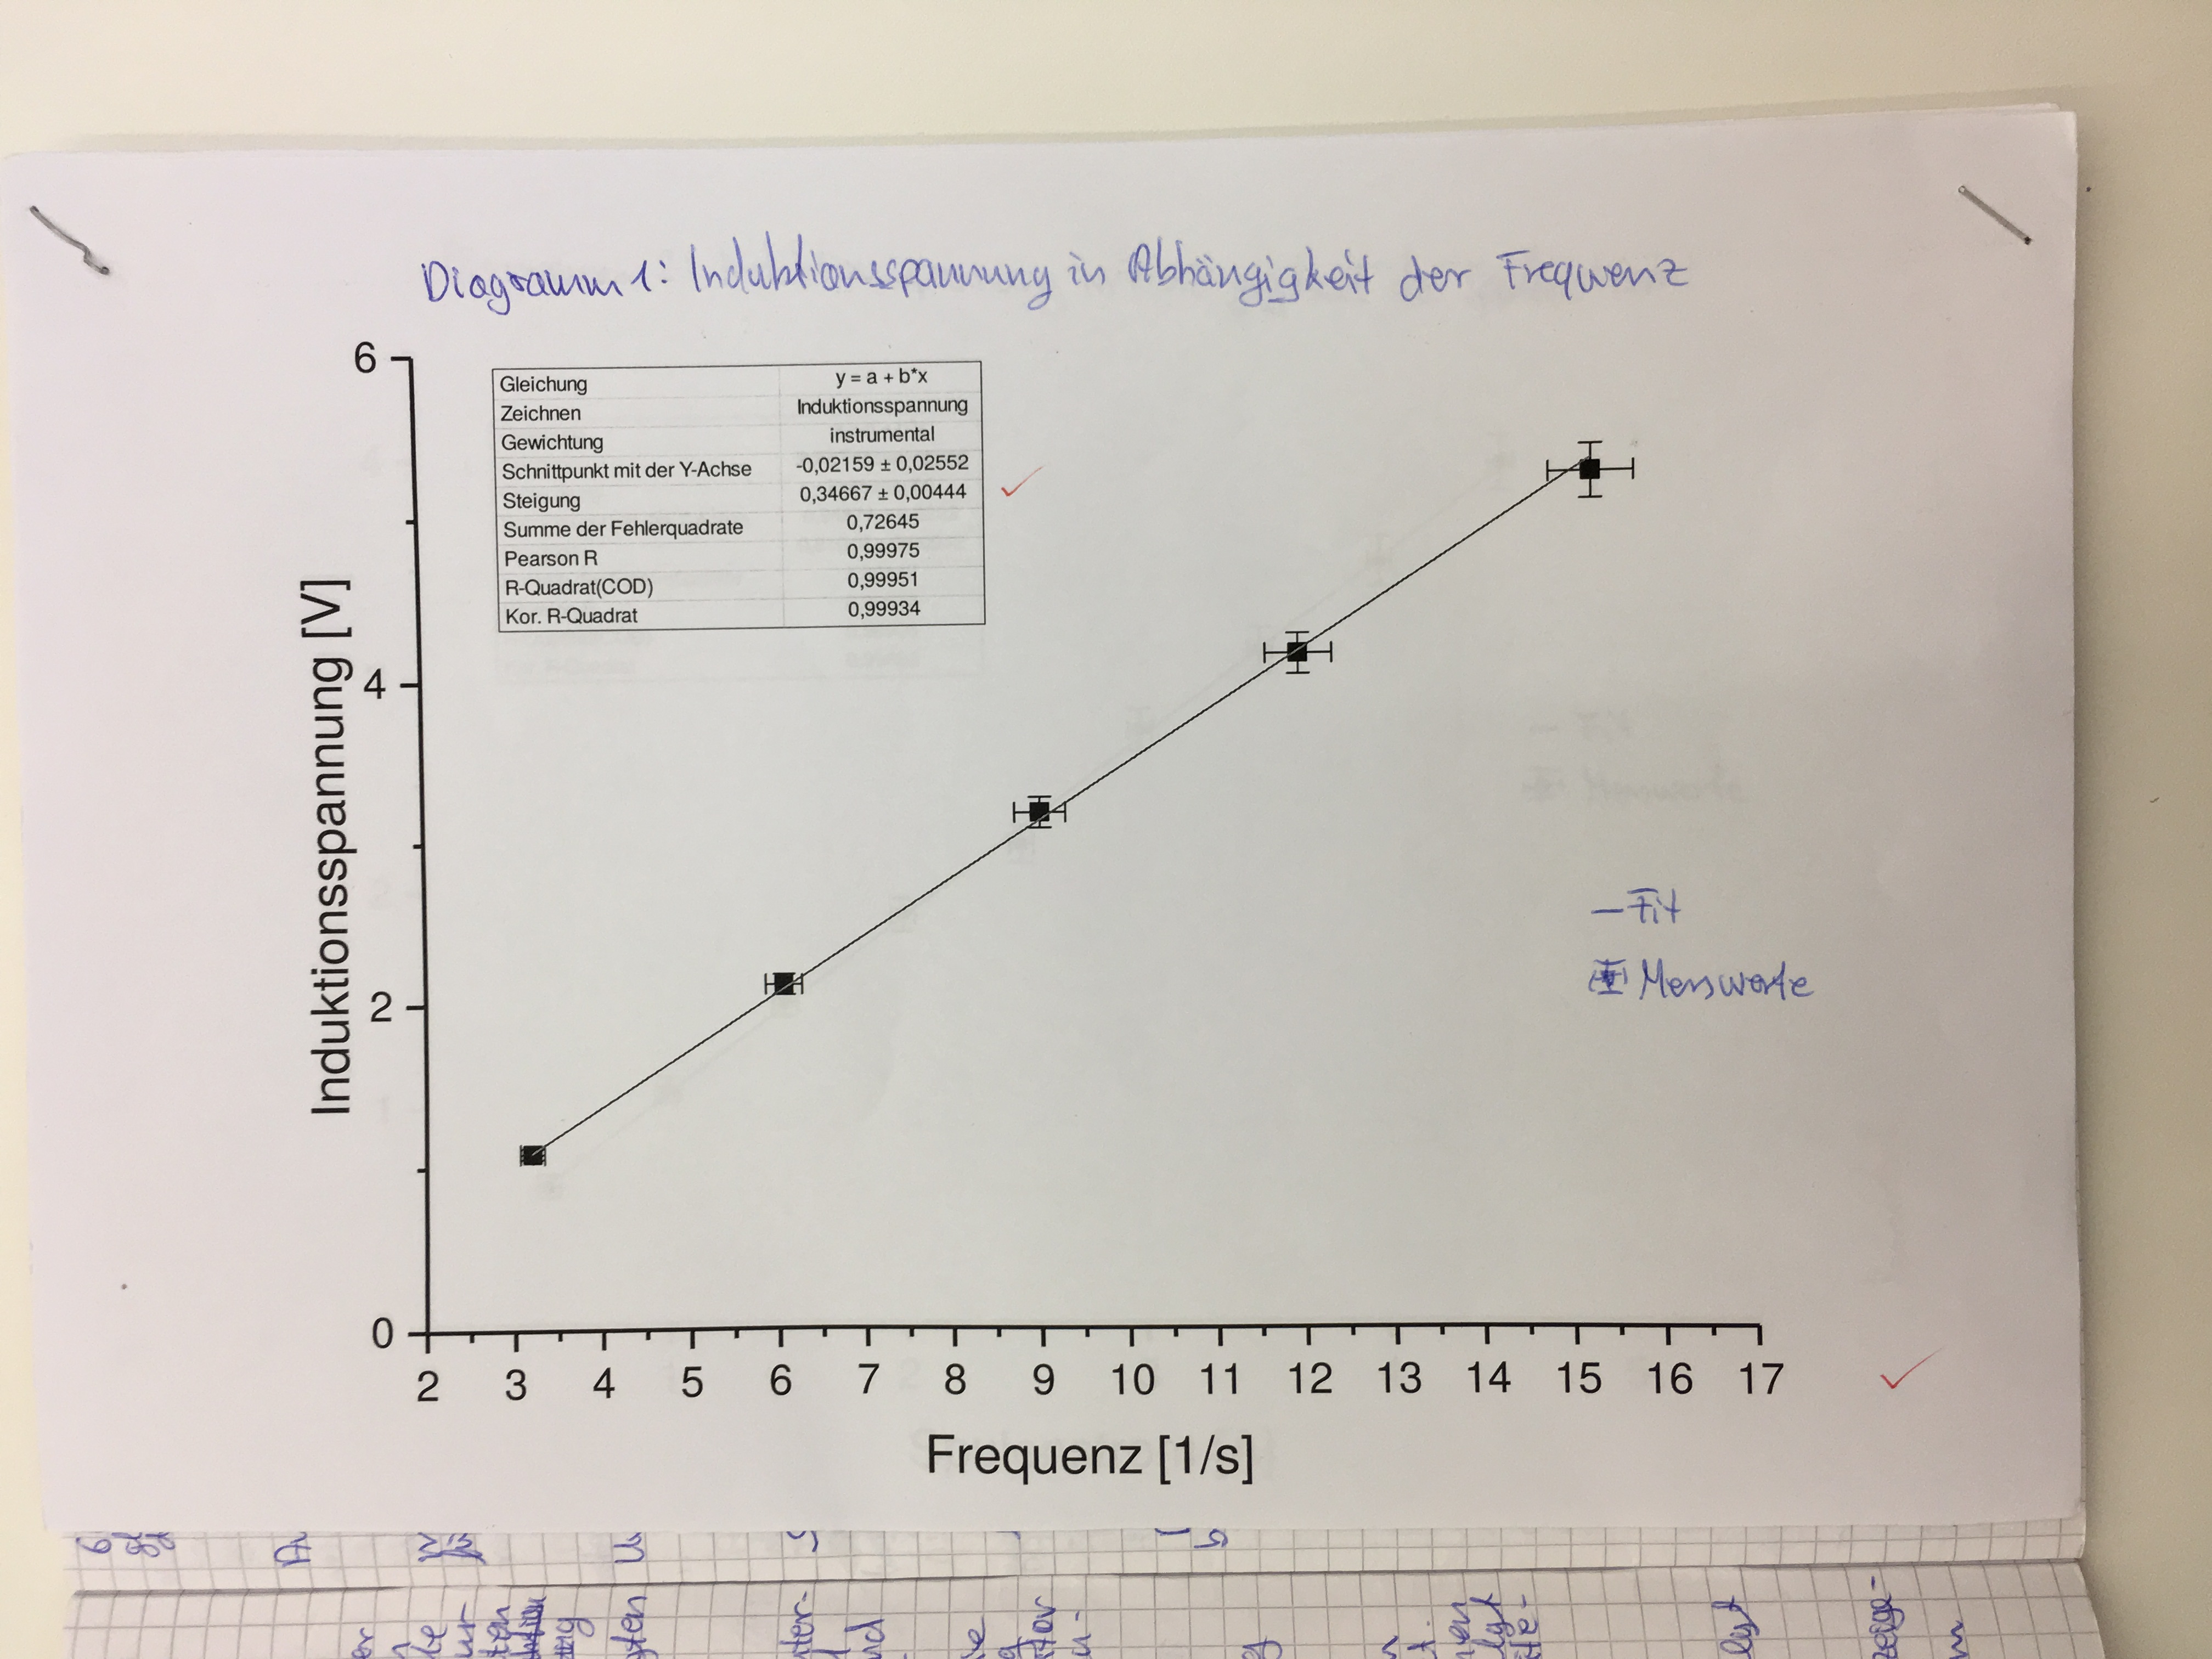 Diagramm 1: Induktionsspannung in Abhängigkeit der Frequenz
Gleichung y = a + b*x
Zeichnen Induktionsspannung
Gewichtung instrumental
Schnittpunkt mit der Y-Achse -0,02159 ± 0,02552
Steigung 0,34667 ± 0,00444
Summe der Fehlerquadrate 0,72645
Pearson R 0,99975
R-Quadrat(COD) 0,99951
Kor. R-Quadrat 0,99934
Induktionsspannung [V]
6
4
2
0
– Fit
Messwerte
2 3 4 5 6 7 8 9 10 11 12 13 14 15 16 17
Frequenz [1/s]